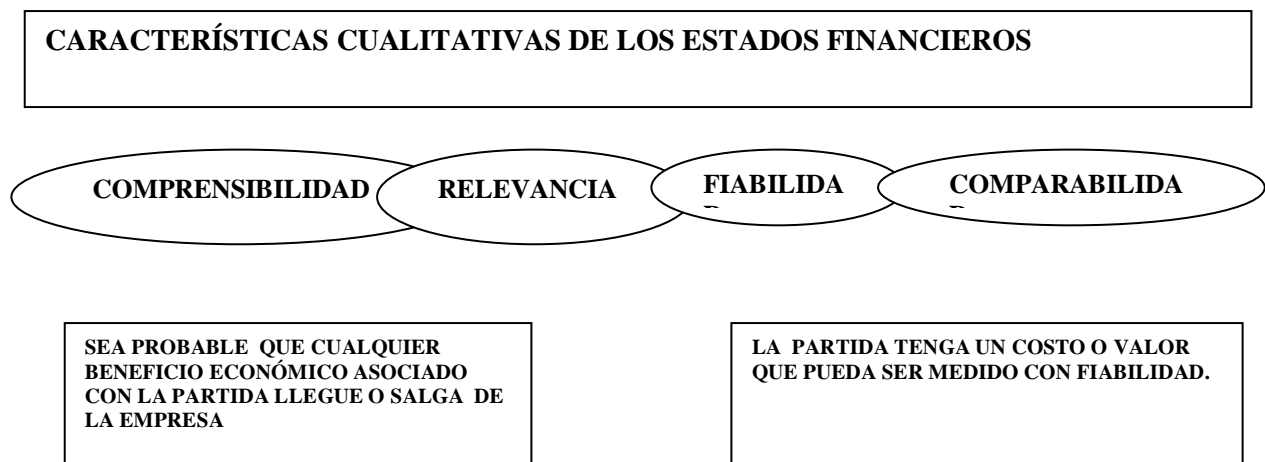 CARACTERÍSTICAS CUALITATIVAS DE LOS ESTADOS FINANCIEROS
COMPRENSIBILIDAD
RELEVANCIA
FIABILIDA
COMPARABILIDA
SEA PROBABLE QUE CUALQUIER
BENEFICIO ECONÓMICO ASOCIADO
CON LA PARTIDA LLEGUE O SALGA DE
LA EMPRESA
LA PARTIDA TENGA UN COSTO O VALOR
QUE PUEDA SER MEDIDO CON FIABILIDAD.